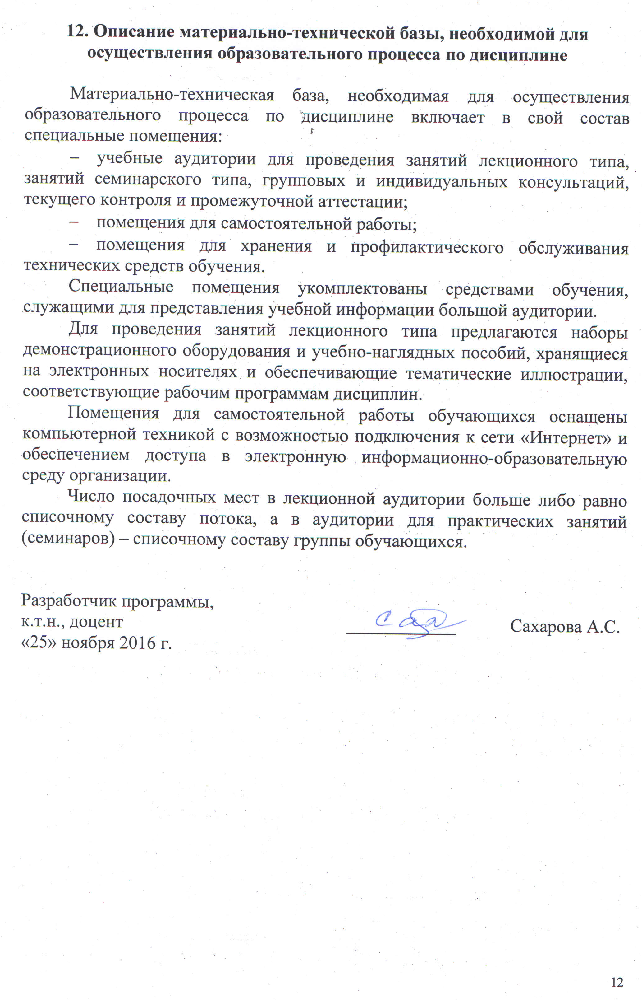 12. Описание материально-технической базы, необходимой для
осуществления образовательного процесса по дисциплине
Материально-техническая база, необходимая для осуществления
образовательного процесса по дисциплине включает в свой состав
специальные помещения:
– учебные аудитории для проведения занятий лекционного типа,
занятий семинарского типа, групповых и индивидуальных консультаций,
текущего контроля и промежуточной аттестации;
– помещения для самостоятельной работы;
– помещения для хранения и профилактического обслуживания
технических средств обучения.
Специальные помещения укомплектованы средствами обучения,
служащими для представления учебной информации большой аудитории.
Для проведения занятий лекционного типа предлагаются наборы
демонстрационного оборудования и учебно-наглядных пособий, хранящиеся
на электронных носителях и обеспечивающие тематические иллюстрации,
соответствующие рабочим программам дисциплин.
Помещения для самостоятельной работы обучающихся оснащены
компьютерной техникой с возможностью подключения к сети «Интернет» и
обеспечением доступа в электронную информационно-образовательную
среду организации.
Число посадочных мест в лекционной аудитории больше либо равно
списочному составу потока, а в аудитории для практических занятий
(семинаров) – списочному составу группы обучающихся.
Разработчик программы,
к.т.н., доцент
Сахарова А.С.
«25» ноября 2016 г.
12